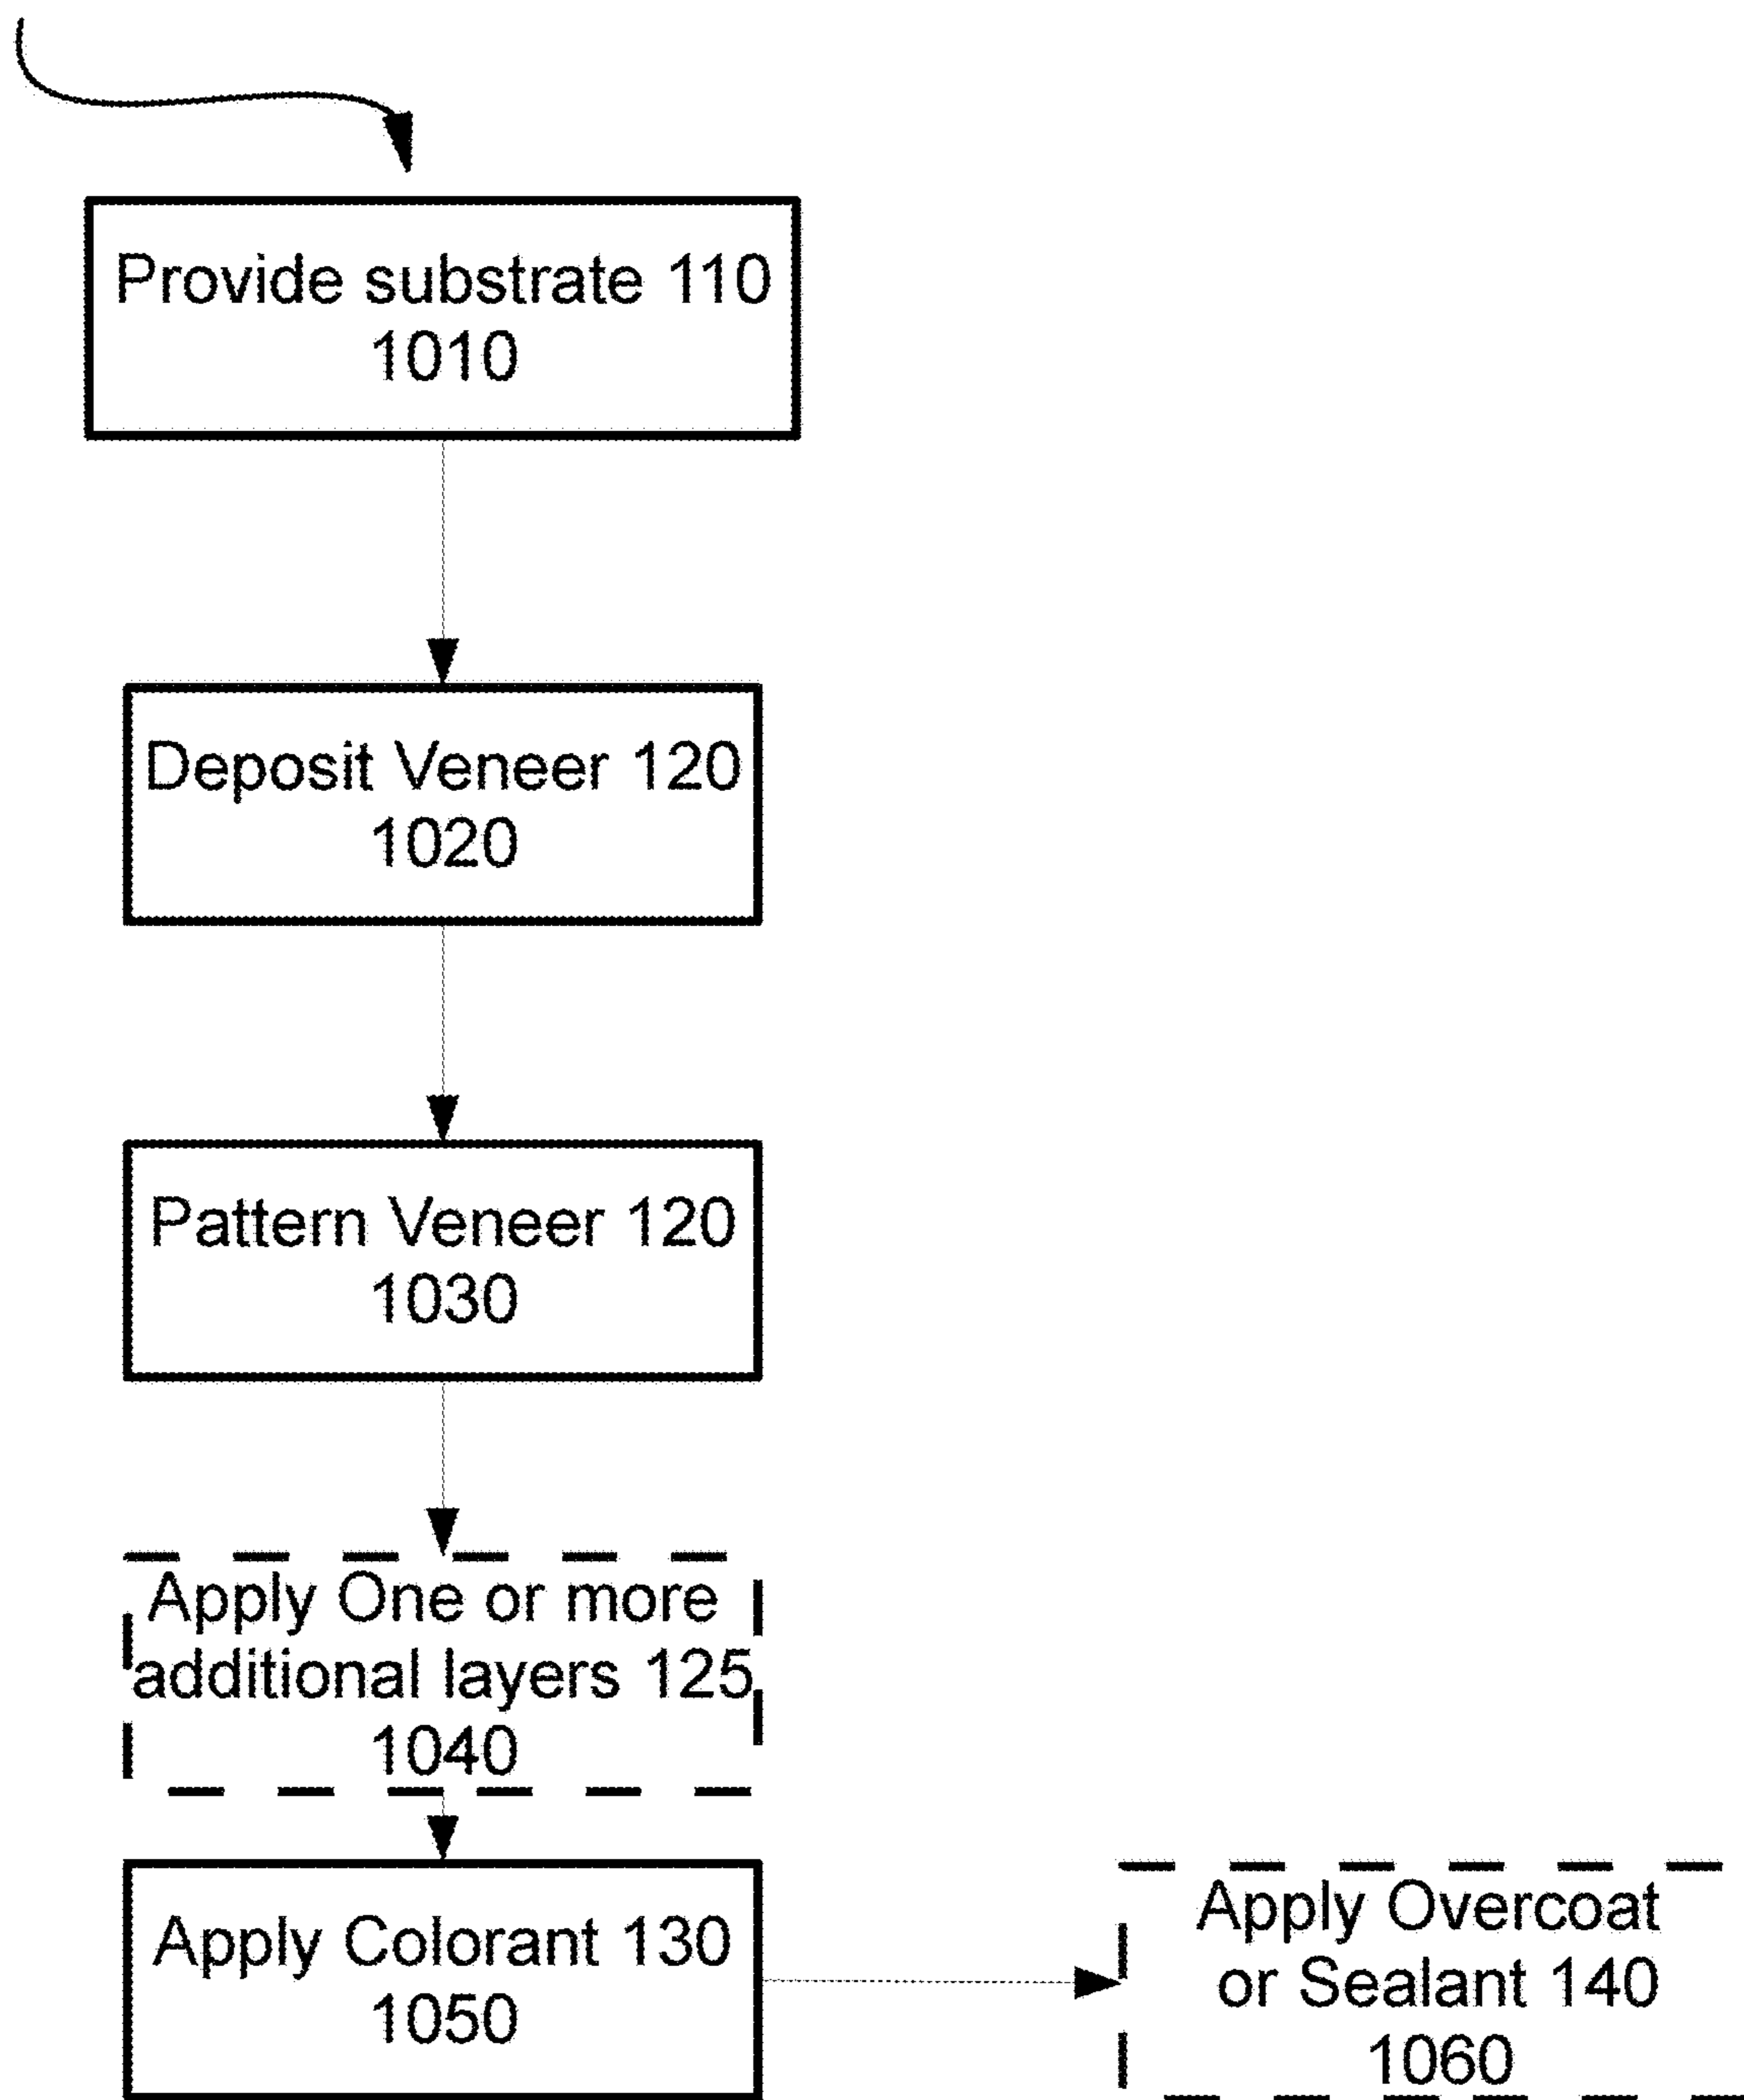 Provide substrate 110
1010
Deposit Veneer 120
1020
Pattern Veneer 120
1030
Apply One or more
additional layers 125
1040
Apply Colorant 130
1050
Apply Overcoat
or Sealant 140
1060